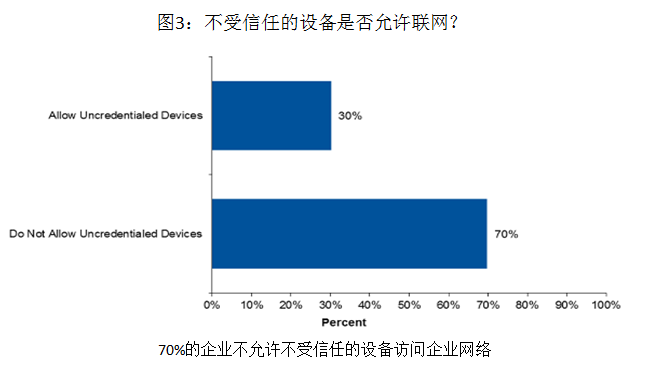 图3：不受信任的设备是否允许联网？
Allow Uncredentialed Devices
30%
Do Not Allow Uncredentialed Devices
70%
0% 10% 20% 30% 40% 50% 60% 70% 80% 90% 100%
Percent
70%的企业不允许不受信任的设备访问企业网络